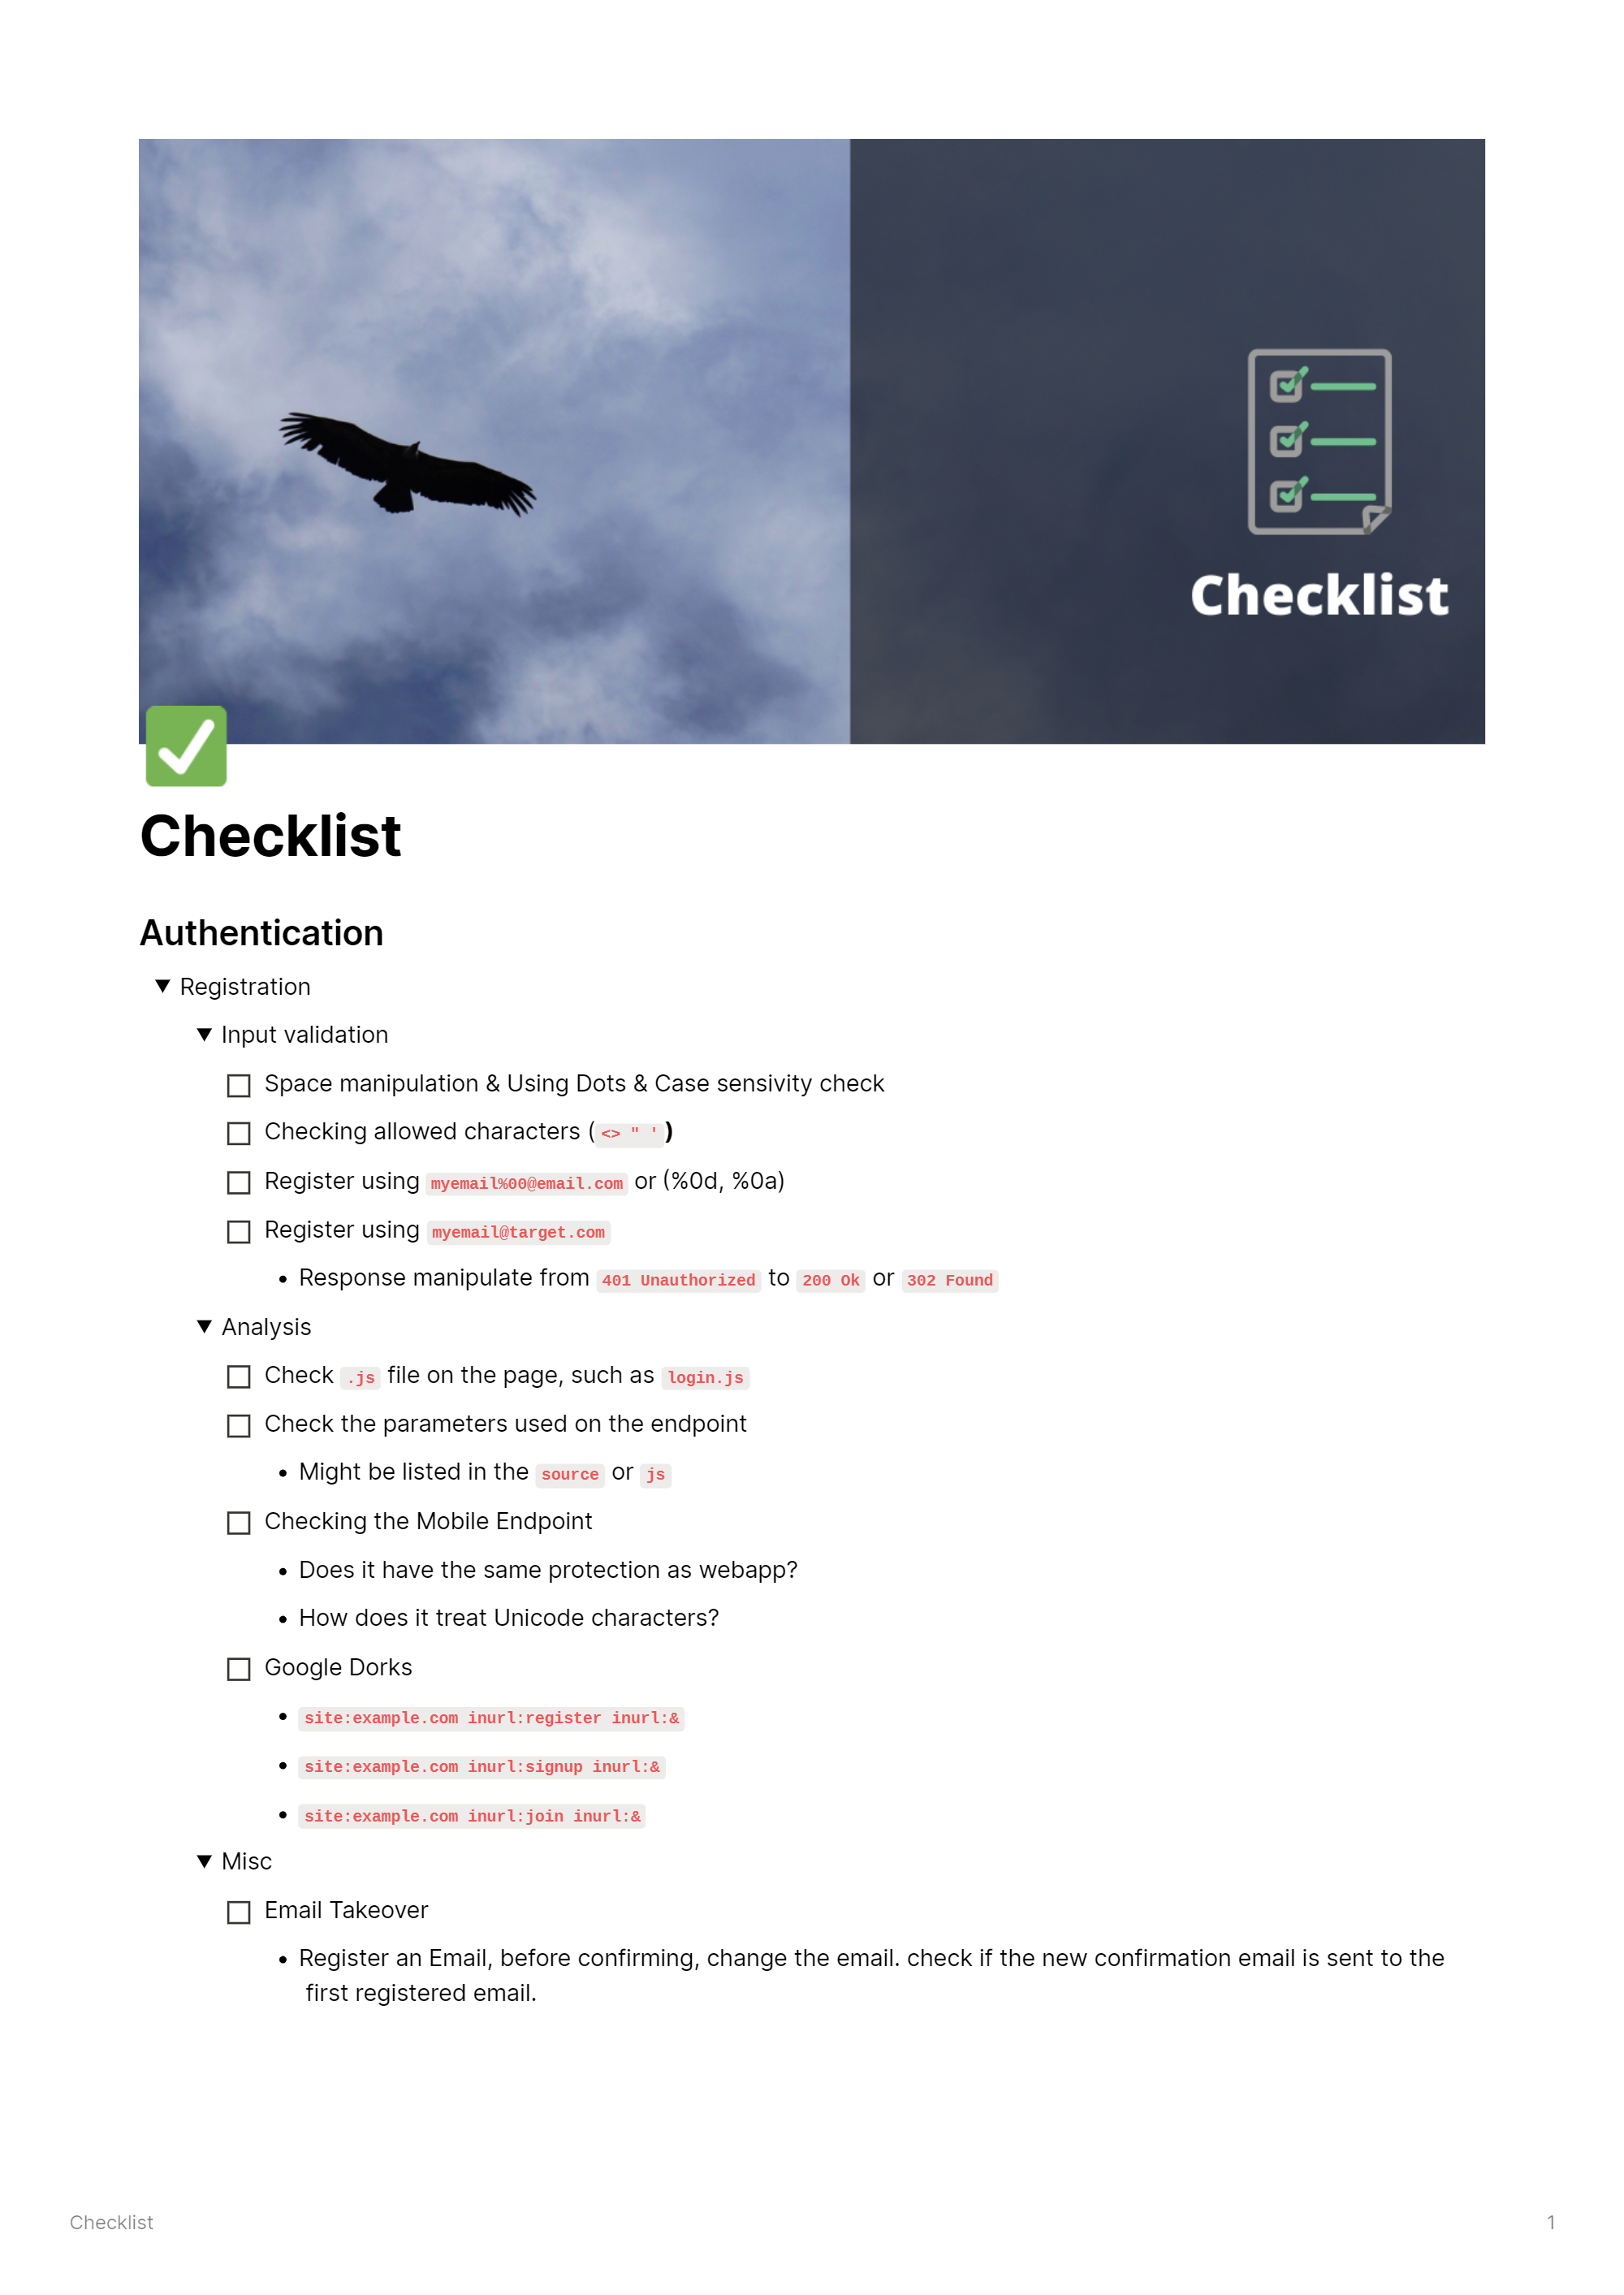 Checklist
Checklist
Authentication
Registration
Input validation
Space manipulation & Using Dots & Case sensivity check
Checking allowed characters (<> " ')
Register using myemail%00@email.com or (%0d, %0a)
Register using myemail@target.com
Response manipulate from 401 Unauthorized to 200 Ok or 302 Found
Analysis
Check .js file on the page, such as login.js
Check the parameters used on the endpoint
Might be listed in the source or js
Checking the Mobile Endpoint
Does it have the same protection as webapp?
How does it treat Unicode characters?
Google Dorks
site:example.com inurl:register inurl:&
site:example.com inurl:signup inurl:&
site:example.com inurl:join inurl:&
Misc
Email Takeover
Register an Email, before confirming, change the email. check if the new confirmation email is sent to the
first registered email.
Checklist 1